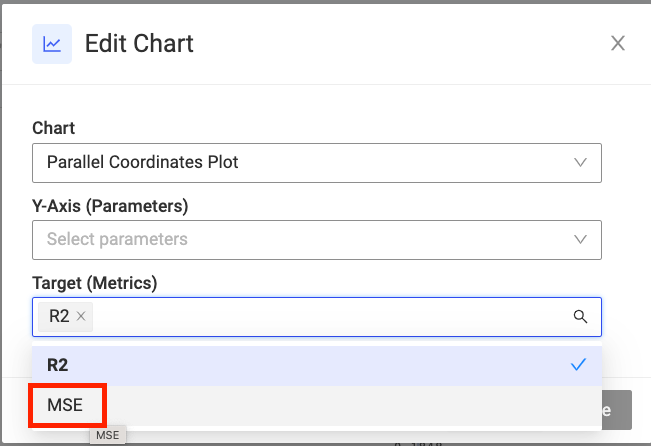 Edit Chart
Chart
Parallel Coordinates Plot
Y-Axis (Parameters)
Select parameters
Target (Metrics)
R2
R2
MSE
MSE